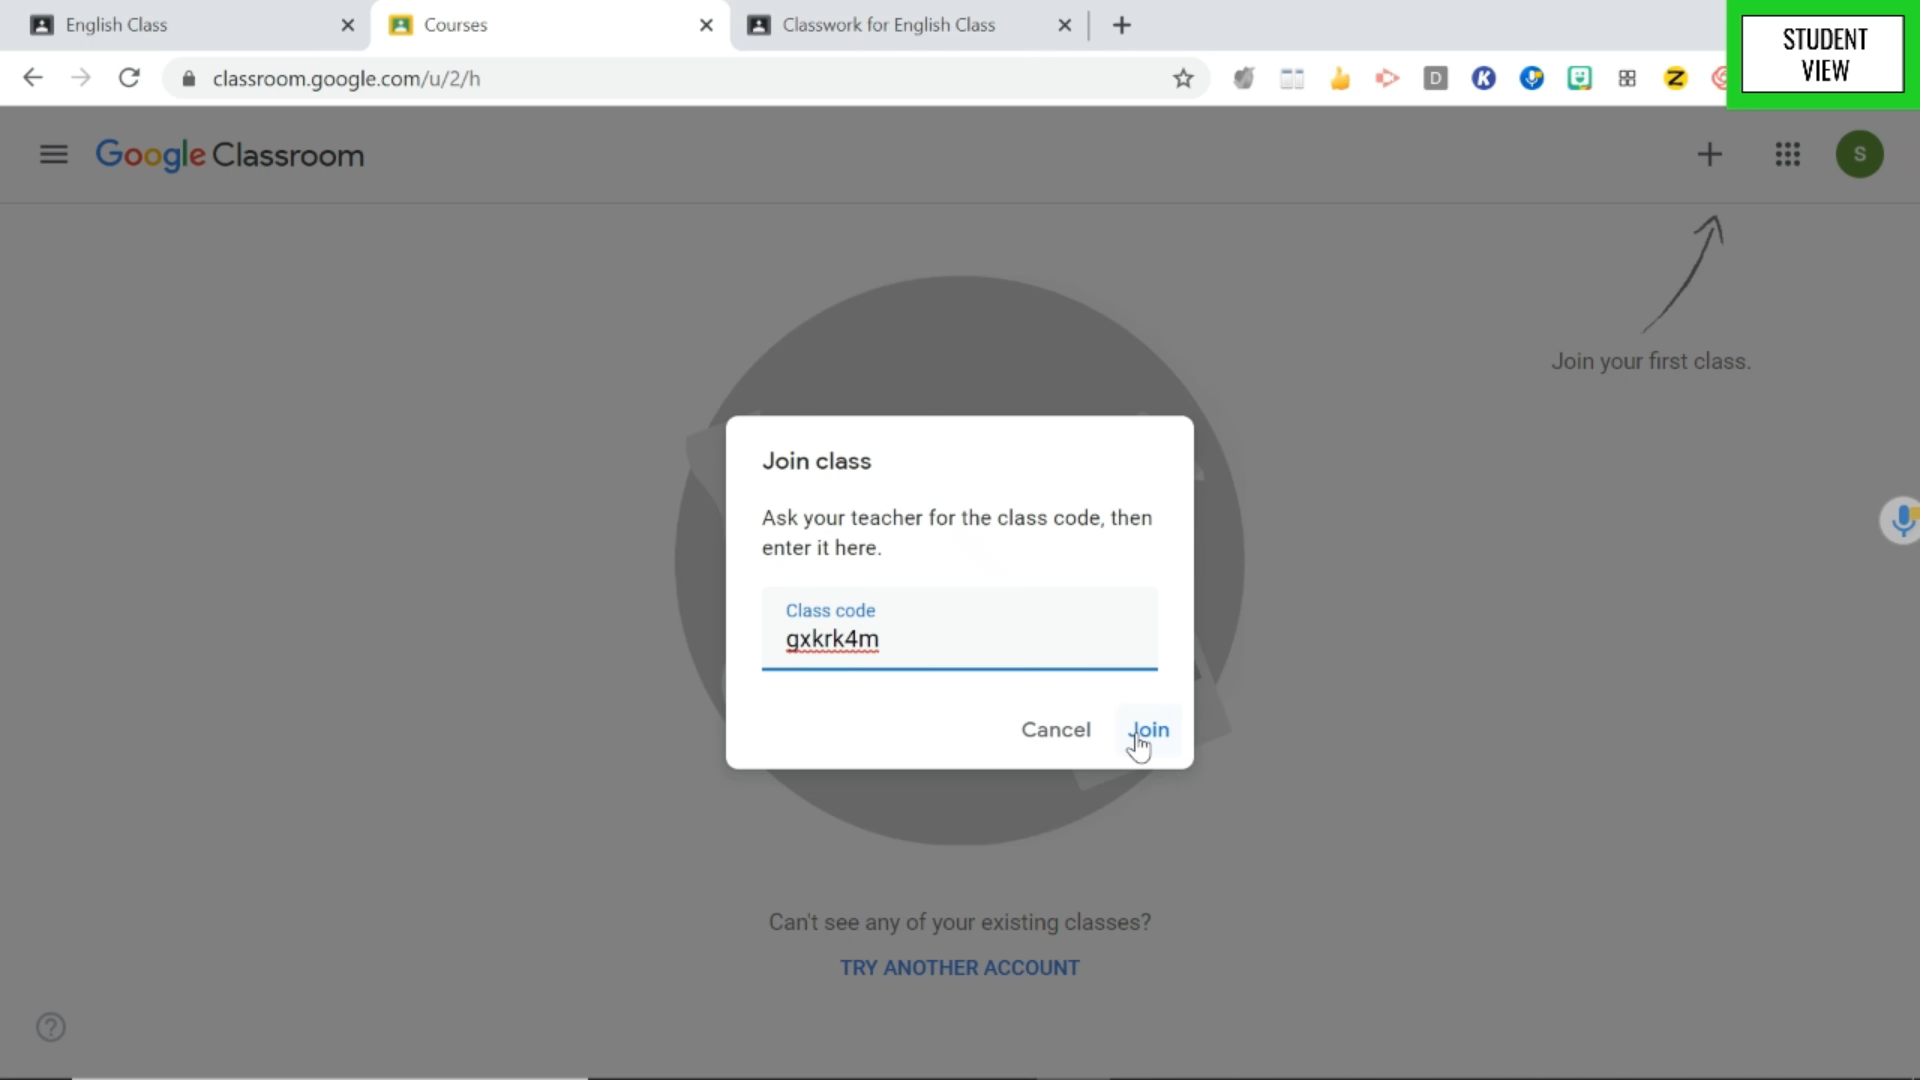 English Class
Courses
Classwork for English Class
STUDENT
VIEW
classroom.google.com/u/2/h
D
K
Z
Google Classroom
S
Join your first class.
Join class
Ask your teacher for the class code, then
enter it here.
Class code
gxkrk4m
Cancel
Join
Can't see any of your existing classes?
TRY ANOTHER ACCOUNT